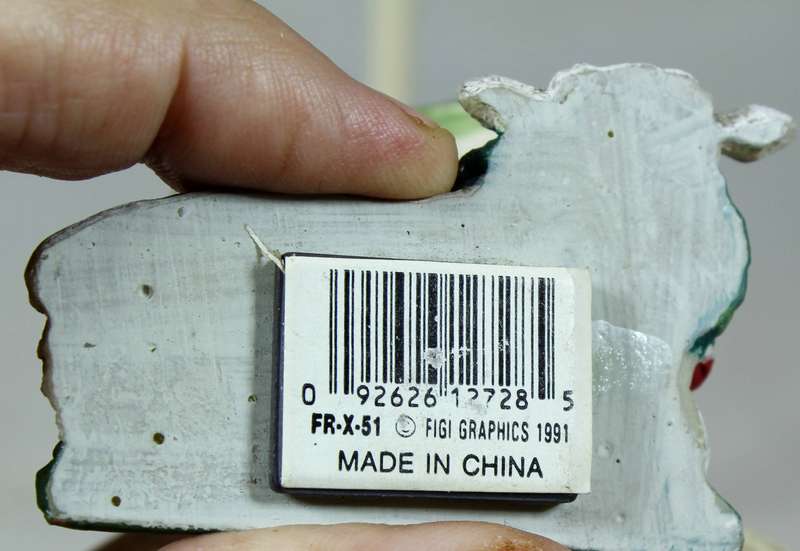 0 92626 12728 5
FR-X-51 © FIGI GRAPHICS 1991
MADE IN CHINA